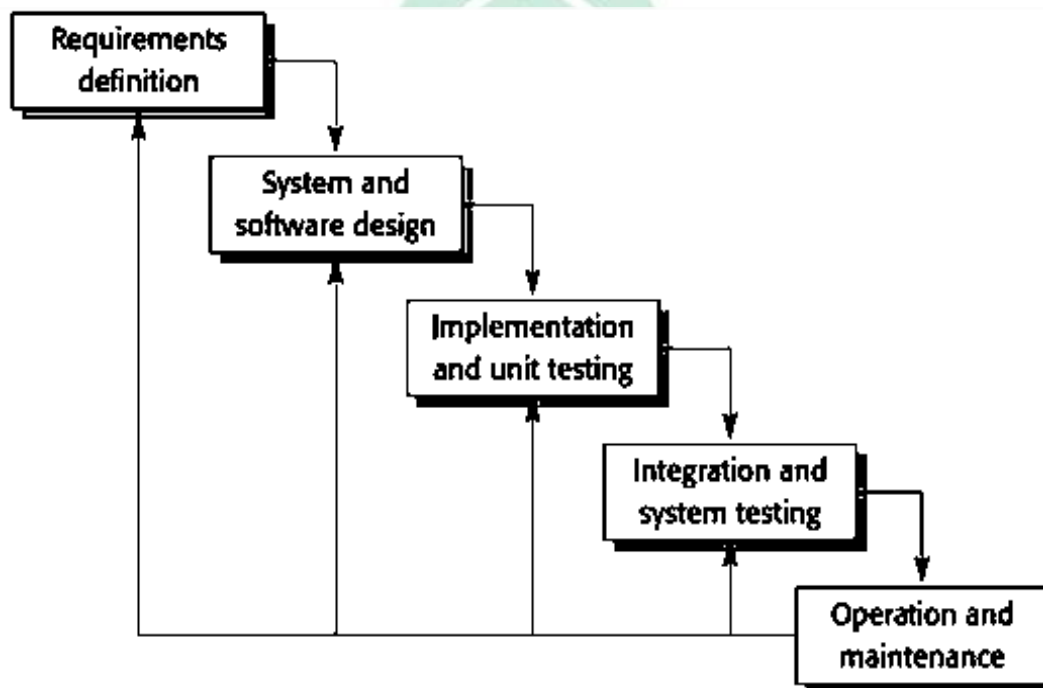 Requirements
definition
System and
software design
Implementation
and unit testing
Integration and
system testing
Operation and
maintenance